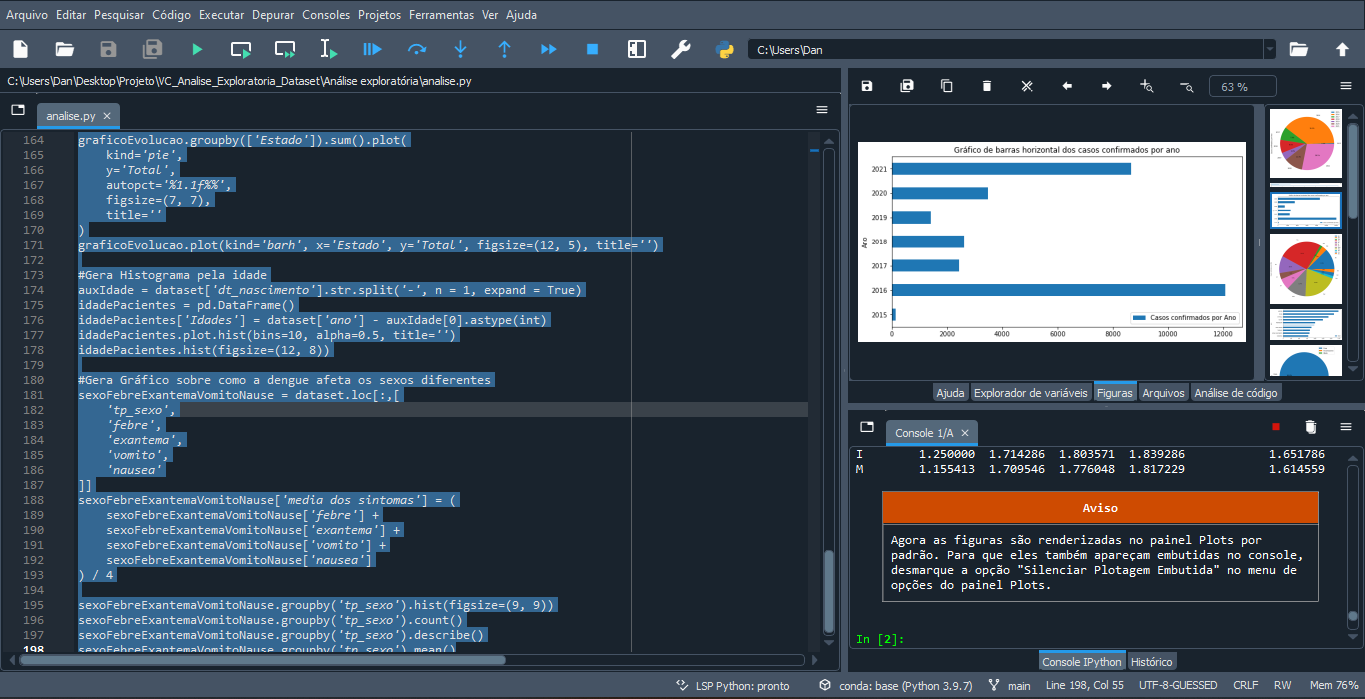 Arquivo Editar Pesquisar Código Executar Depurar Consoles Projetos Ferramentas Ver Ajuda
C:\Users\Dan
C:\Users\Dan\Desktop\Projeto\VC_Analise_Exploratoria_Dataset\Análise exploratória\analise.py
analise.py
164 graficoEvolucao.groupby(['Estado']).sum().plot(
165     kind='pie',
166     y='Total',
167     autopct='%1.1f%%',
168     figsize=(7, 7),
169     title=''
170 )
171 graficoEvolucao.plot(kind='barh', x='Estado', y='Total', figsize=(12, 5), title='')
172
173 #Gera Histograma pela idade
174 auxIdade = dataset['dt_nascimento'].str.split('-', n = 1, expand = True)
175 idadePacientes = pd.DataFrame()
176 idadePacientes['Idades'] = dataset['ano'] - auxIdade[0].astype(int)
177 idadePacientes.plot.hist(bins=10, alpha=0.5, title='')
178 idadePacientes.hist(figsize=(12, 8))
179
180 #Gera Gráfico sobre como a dengue afeta os sexos diferentes
181 sexoFebreExantemaVomitoNause = dataset.loc[:,[
182     'tp_sexo',
183     'febre',
184     'exantema',
185     'vomito',
186     'nausea'
187 ]]
188 sexoFebreExantemaVomitoNause['media dos sintomas'] = (
189     sexoFebreExantemaVomitoNause['febre'] +
190     sexoFebreExantemaVomitoNause['exantema'] +
191     sexoFebreExantemaVomitoNause['vomito'] +
192     sexoFebreExantemaVomitoNause['nausea']
193 ) / 4
194
195 sexoFebreExantemaVomitoNause.groupby('tp_sexo').hist(figsize=(9, 9))
196 sexoFebreExantemaVomitoNause.groupby('tp_sexo').count()
197 sexoFebreExantemaVomitoNause.groupby('tp_sexo').describe()
198 sexoFebreExantemaVomitoNause.groupby('tp_sexo').mean()
63 %
Gráfico de barras horizontal dos casos confirmados por ano
2021
2020
2019
2018
2017
2016
2015
Ano
0 2000 4000 6000 8000 10000 12000
Casos confirmados por Ano
Ajuda Explorador de variáveis Figuras Arquivos Análise de código
Console 1/A
I 1.250000 1.714286 1.803571 1.839286 1.651786
M 1.155413 1.709546 1.776048 1.817229 1.614559
Aviso
Agora as figuras são renderizadas no painel Plots por
padrão. Para que eles também apareçam embutidas no console,
desmarque a opção "Silenciar Plotagem Embutida" no menu de
opções do painel Plots.
In [2]:
Console IPython Histórico
LSP Python: pronto conda: base (Python 3.9.7) main Line 198, Col 55 UTF-8-GUESSED CRLF RW Mem 76%